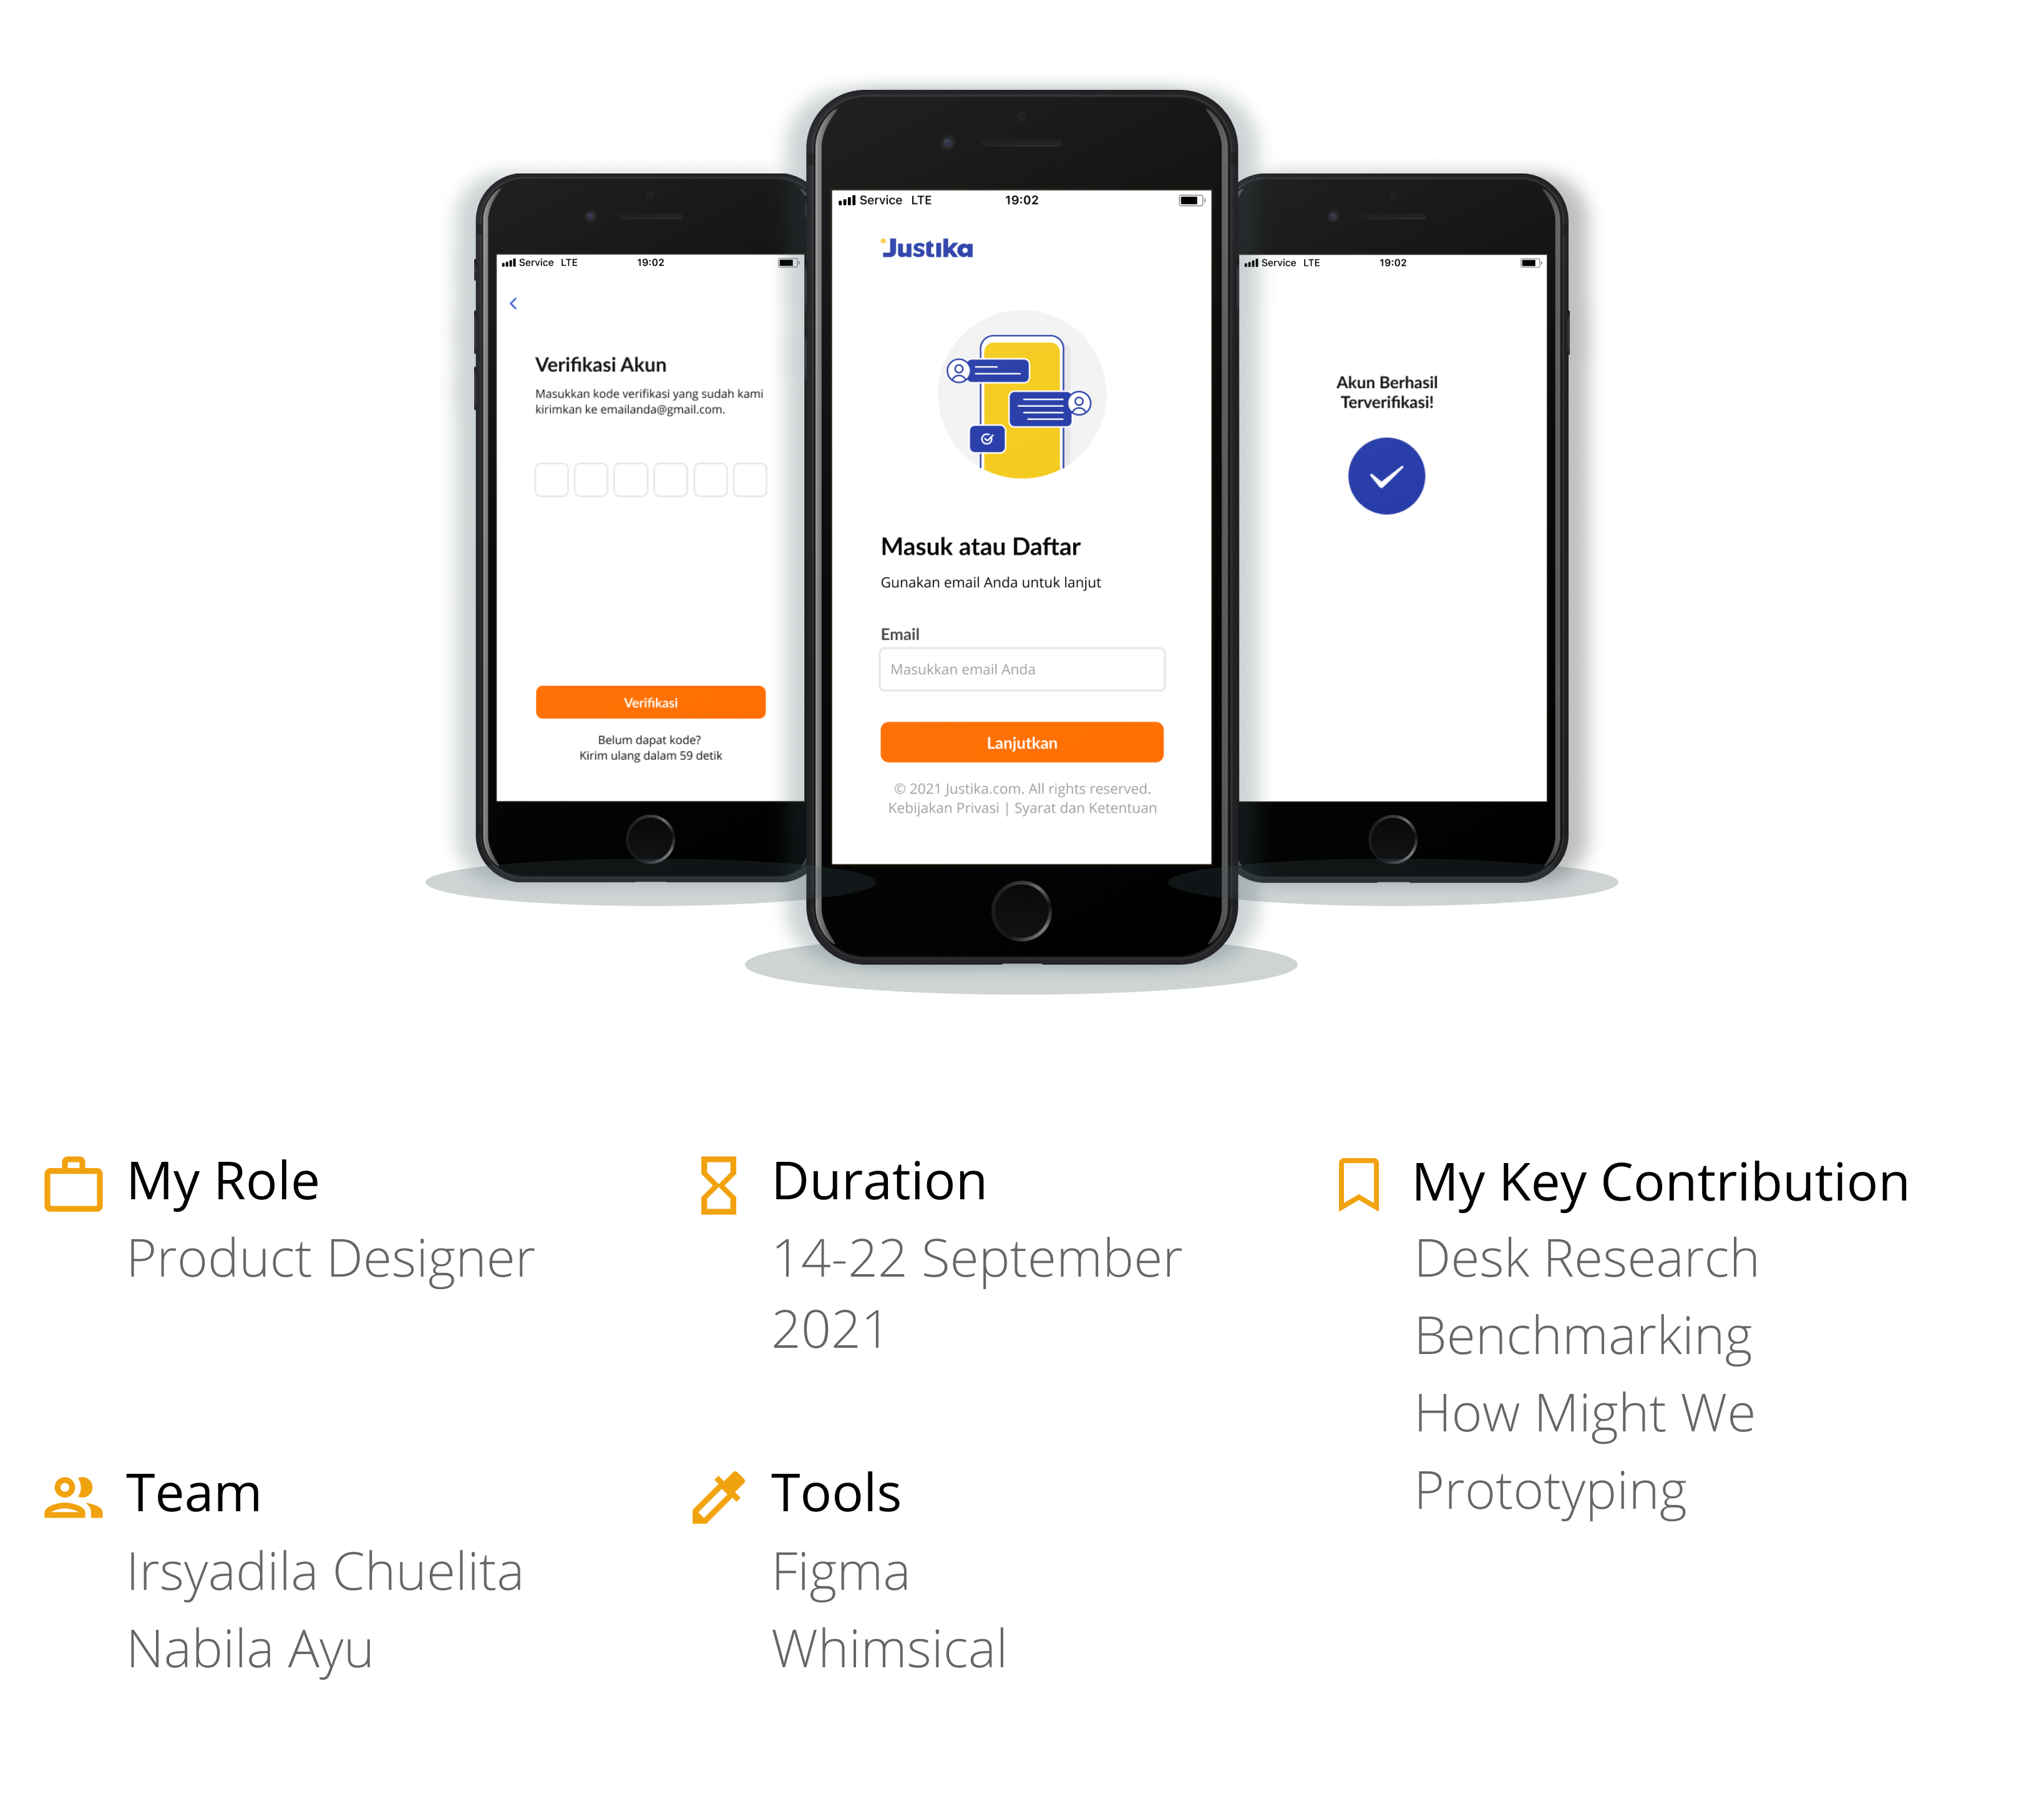 Service LTE 19:02
Verifikasi Akun
Masukkan kode verifikasi yang sudah kami
kirimkan ke emailanda@gmail.com.
Verifikasi
Belum dapat kode?
Kirim ulang dalam 59 detik
Service LTE 19:02
Justika
Masuk atau Daftar
Gunakan email Anda untuk lanjut
Email
Masukkan email Anda
Lanjutkan
© 2021 Justika.com. All rights reserved.
Kebijakan Privasi | Syarat dan Ketentuan
Service LTE 19:02
Akun Berhasil
Terverifikasi!
My Role
Product Designer
Duration
14-22 September
2021
My Key Contribution
Desk Research
Benchmarking
How Might We
Prototyping
Team
Irsyadila Chuelita
Nabila Ayu
Tools
Figma
Whimsical